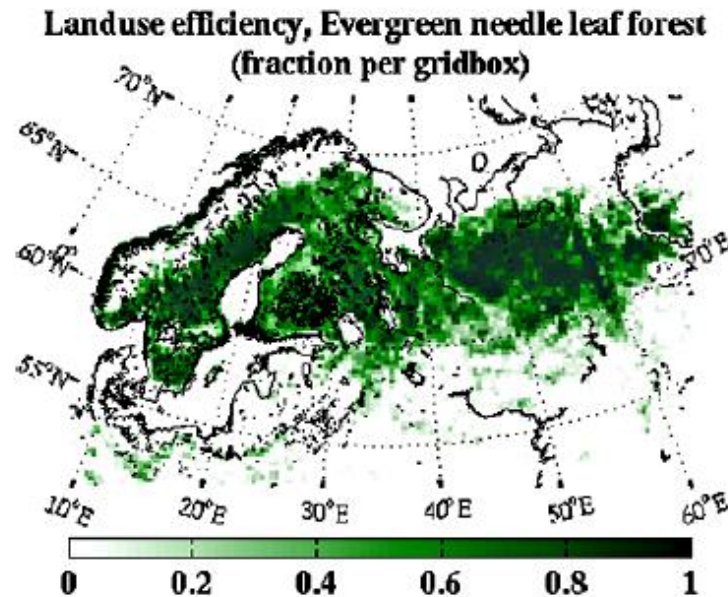 Landuse efficiency, Evergreen needle leaf forest
(fraction per gridbox)
70°N
65°N
60°N
55°N
0°
70°E
10°E 20°E 30°E 40°E 50°E 60°E
0 0.2 0.4 0.6 0.8 1